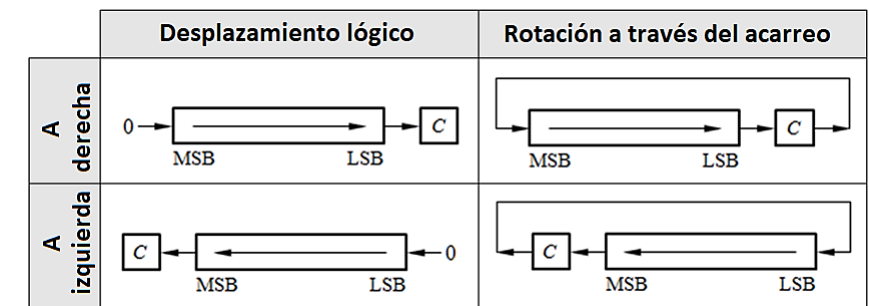 Desplazamiento lógico
Rotación a través del acarreo
A
derecha
0
C
MSB
LSB
C
MSB
LSB
A
izquierda
C
0
MSB
LSB
C
MSB
LSB